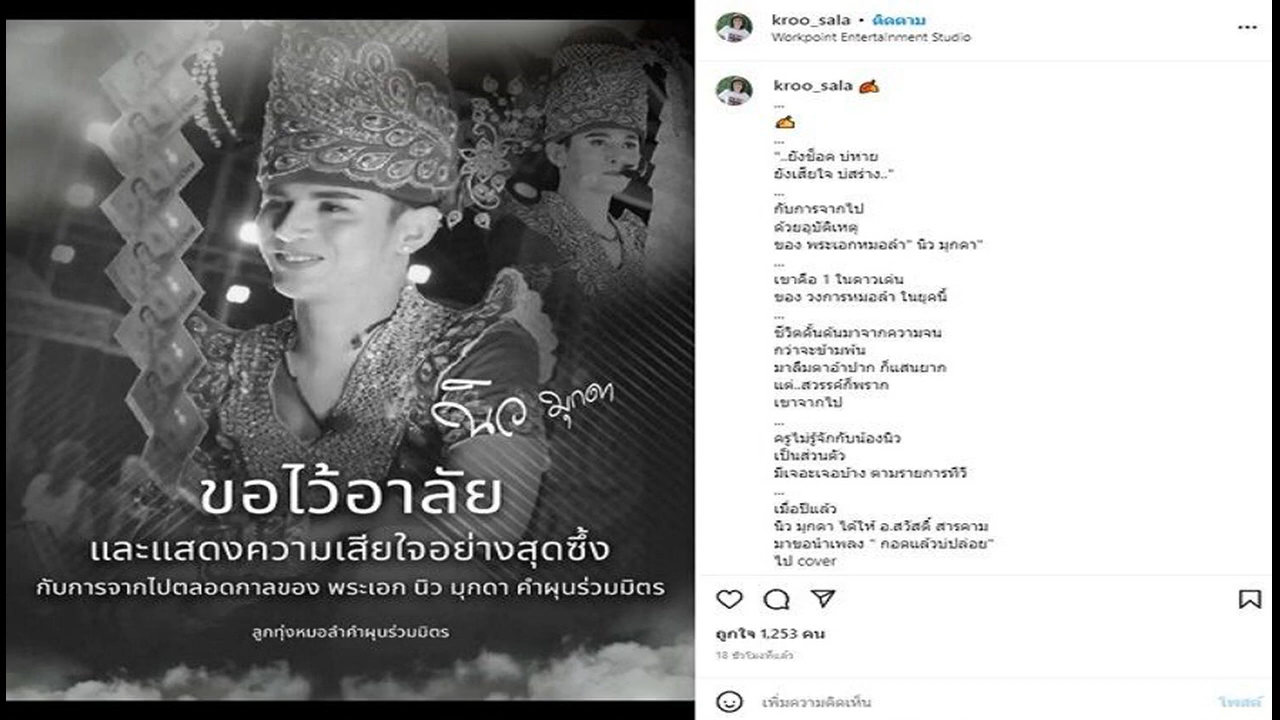 นิว มุกดา
ขอไว้อาลัย
และแสดงความเสียใจอย่างสุดซึ้ง
กับการจากไปตลอดกาลของ พระเอก นิว มุกดา คำผุนร่วมมิตร
ลูกทุ่งหมอลำคำผุนร่วมมิตร
kroo_sala • ติดตาม
Workpoint Entertainment Studio
kroo_sala
...
...
"..ยังช็อค บ่หาย
ยังเสียใจ บ่สร่าง.."
...
กับการจากไป
ด้วยอุบัติเหตุ
ของ พระเอกหมอลำ" นิว มุกดา"
...
เขาคือ 1 ในดาวเด่น
ของ วงการหมอลำ ในยุคนี้
...
ชีวิตดั้นด้นมาจากความจน
กว่าจะข้ามพ้น
มาลืมตาอ้าปาก ก็แสนยาก
แต่..สวรรค์ก็พราก
เขาจากไป
...
ครูไม่รู้จักกับน้องนิว
เป็นส่วนตัว
มีเจอะเจอบ้าง ตามรายการทีวี
...
เมื่อปีแล้ว
นิว มุกดา ได้ให้ อ.สวัสดิ์ สารคาม
มาขอนำเพลง " กอดแล้วบ่ปล่อย"
ไป cover
ถูกใจ 1,253 คน
18 ชั่วโมงที่แล้ว
เพิ่มความคิดเห็น
โพสต์